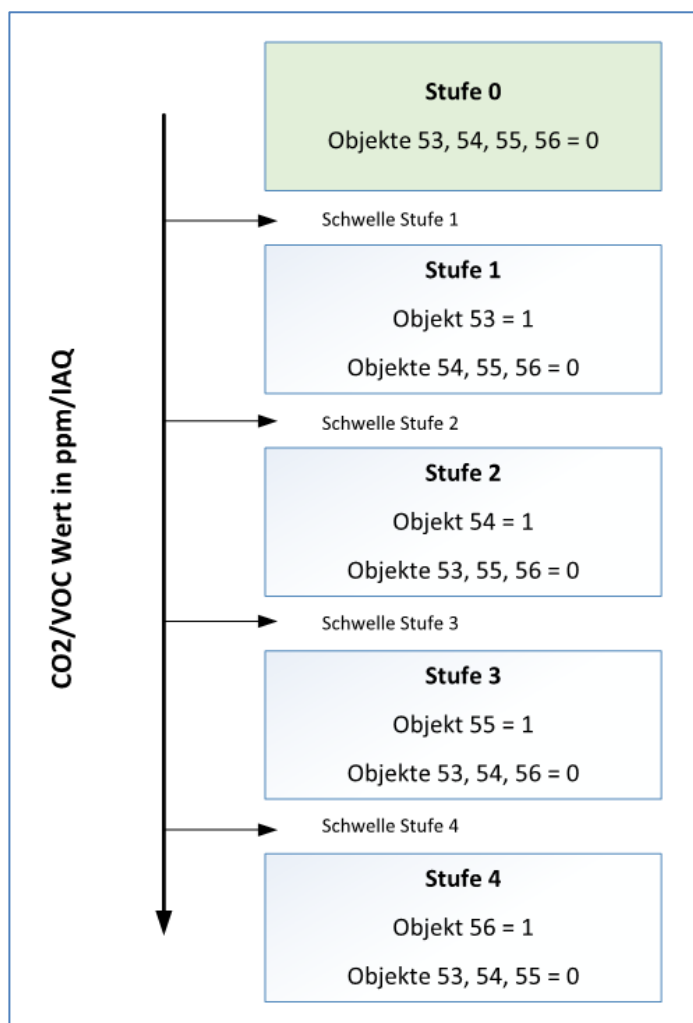 Stufe 0
Objekte 53, 54, 55, 56 = 0
Schwelle Stufe 1
Stufe 1
Objekt 53 = 1
Objekte 54, 55, 56 = 0
CO2/VOC Wert in ppm/IAQ
Schwelle Stufe 2
Stufe 2
Objekt 54 = 1
Objekte 53, 55, 56 = 0
Schwelle Stufe 3
Stufe 3
Objekt 55 = 1
Objekte 53, 54, 56 = 0
Schwelle Stufe 4
Stufe 4
Objekt 56 = 1
Objekte 53, 54, 55 = 0